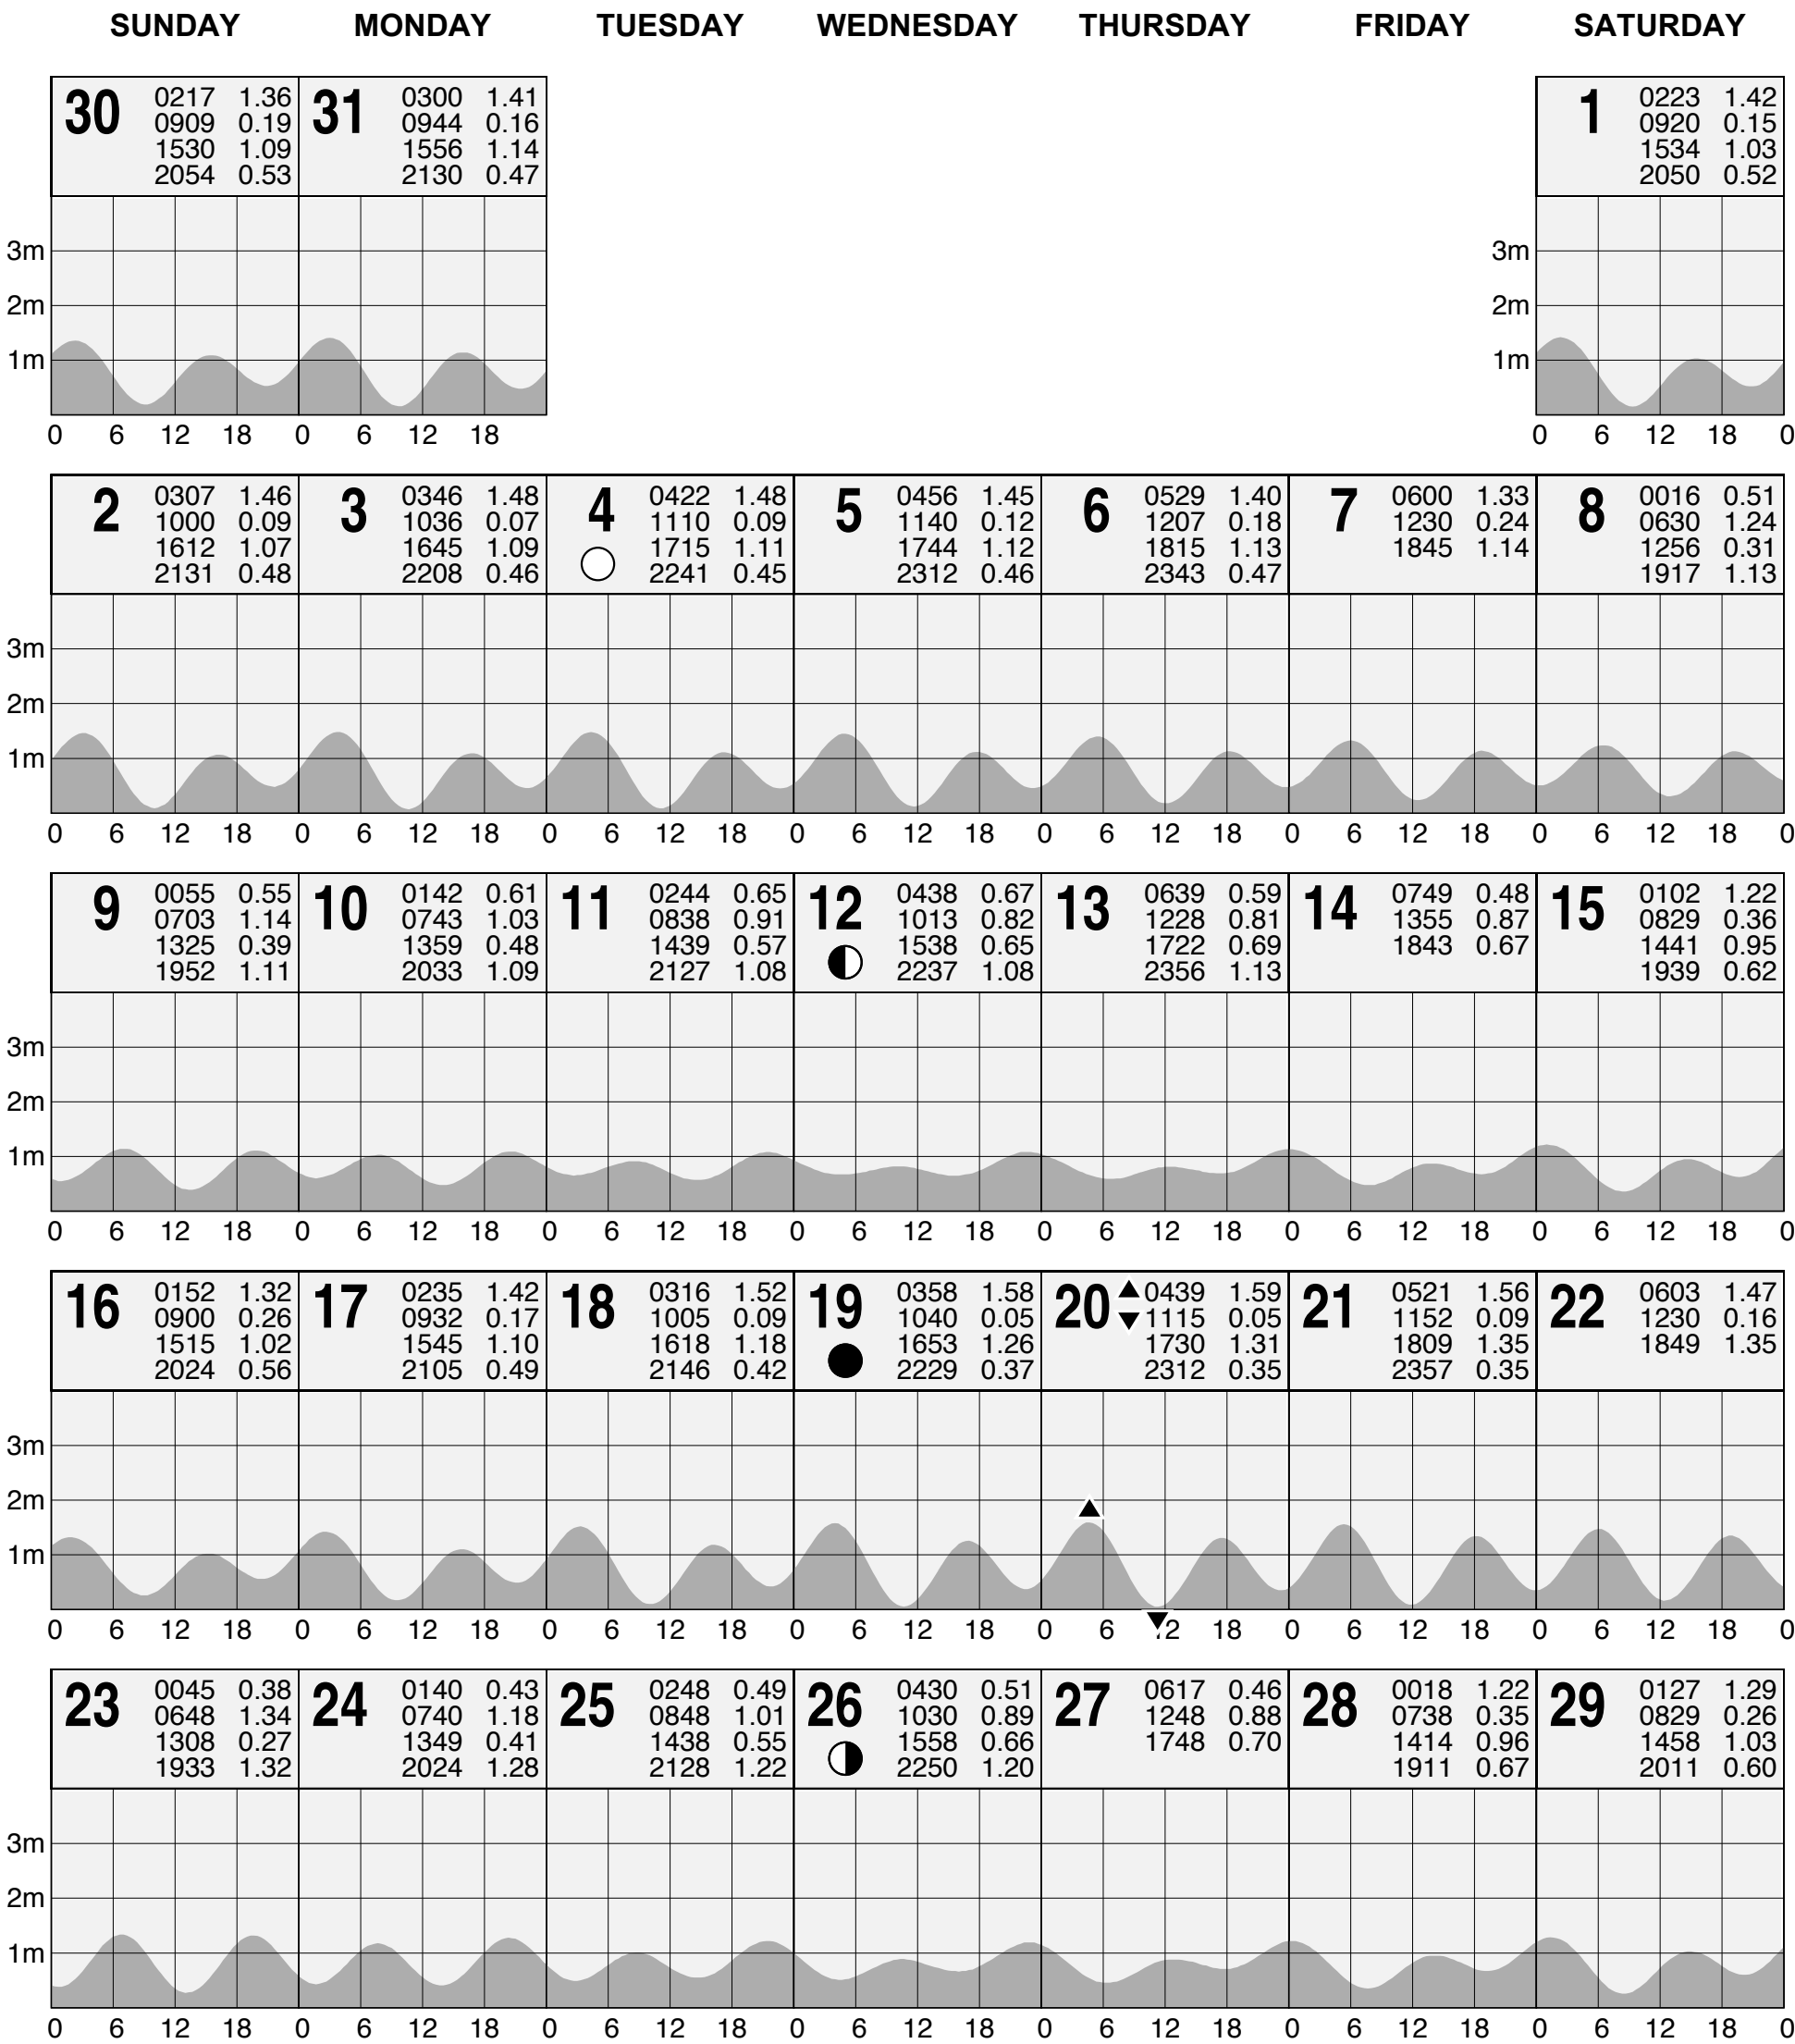 SUNDAY MONDAY TUESDAY WEDNESDAY THURSDAY FRIDAY SATURDAY
30 0217 1.36
0909 0.19
1530 1.09
2054 0.53
31 0300 1.41
0944 0.16
1556 1.14
2130 0.47
1 0223 1.42
0920 0.15
1534 1.03
2050 0.52
3m 3m
2m 2m
1m 1m
0 6 12 18 0 6 12 18 0 6 12 18 0
2 0307 1.46
1000 0.09
1612 1.07
2131 0.48
3 0346 1.48
1036 0.07
1645 1.09
2208 0.46
4 0422 1.48
1110 0.09
1715 1.11
2241 0.45
5 0456 1.45
1140 0.12
1744 1.12
2312 0.46
6 0529 1.40
1207 0.18
1815 1.13
2343 0.47
7 0600 1.33
1230 0.24
1845 1.14
8 0016 0.51
0630 1.24
1256 0.31
1917 1.13
3m
2m
1m
0 6 12 18 0 6 12 18 0 6 12 18 0 6 12 18 0 6 12 18 0 6 12 18 0 6 12 18 0
9 0055 0.55
0703 1.14
1325 0.39
1952 1.11
10 0142 0.61
0743 1.03
1359 0.48
2033 1.09
11 0244 0.65
0838 0.91
1439 0.57
2127 1.08
12 0438 0.67
1013 0.82
1538 0.65
2237 1.08
13 0639 0.59
1228 0.81
1722 0.69
2356 1.13
14 0749 0.48
1355 0.87
1843 0.67
15 0102 1.22
0829 0.36
1441 0.95
1939 0.62
3m
2m
1m
0 6 12 18 0 6 12 18 0 6 12 18 0 6 12 18 0 6 12 18 0 6 12 18 0 6 12 18 0
16 0152 1.32
0900 0.26
1515 1.02
2024 0.56
17 0235 1.42
0932 0.17
1545 1.10
2105 0.49
18 0316 1.52
1005 0.09
1618 1.18
2146 0.42
19 0358 1.58
1040 0.05
1653 1.26
2229 0.37
20 0439 1.59
1115 0.05
1730 1.31
2312 0.35
21 0521 1.56
1152 0.09
1809 1.35
2357 0.35
22 0603 1.47
1230 0.16
1849 1.35
3m
2m
1m
0 6 12 18 0 6 12 18 0 6 12 18 0 6 12 18 0 6 12 18 0 6 12 18 0 6 12 18 0
23 0045 0.38
0648 1.34
1308 0.27
1933 1.32
24 0140 0.43
0740 1.18
1349 0.41
2024 1.28
25 0248 0.49
0848 1.01
1438 0.55
2128 1.22
26 0430 0.51
1030 0.89
1558 0.66
2250 1.20
27 0617 0.46
1248 0.88
1748 0.70
28 0018 1.22
0738 0.35
1414 0.96
1911 0.67
29 0127 1.29
0829 0.26
1458 1.03
2011 0.60
3m
2m
1m
0 6 12 18 0 6 12 18 0 6 12 18 0 6 12 18 0 6 12 18 0 6 12 18 0 6 12 18 0